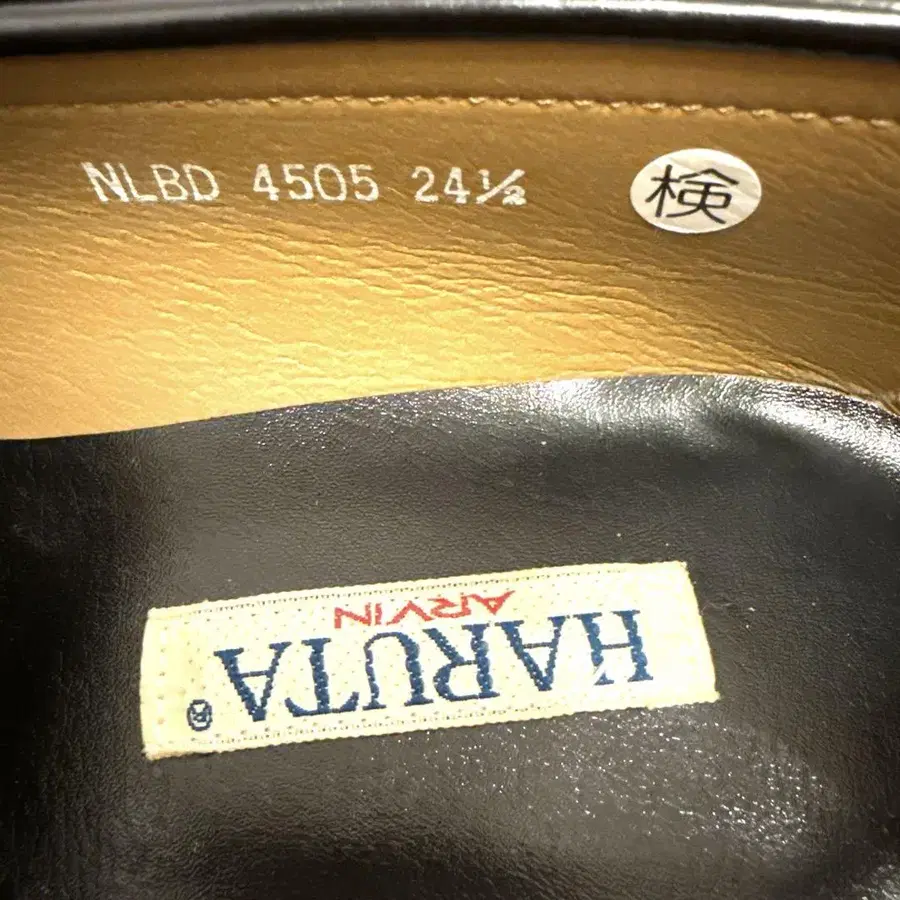 NLBD 4505 24½
検
HARUTA®
ARVIN